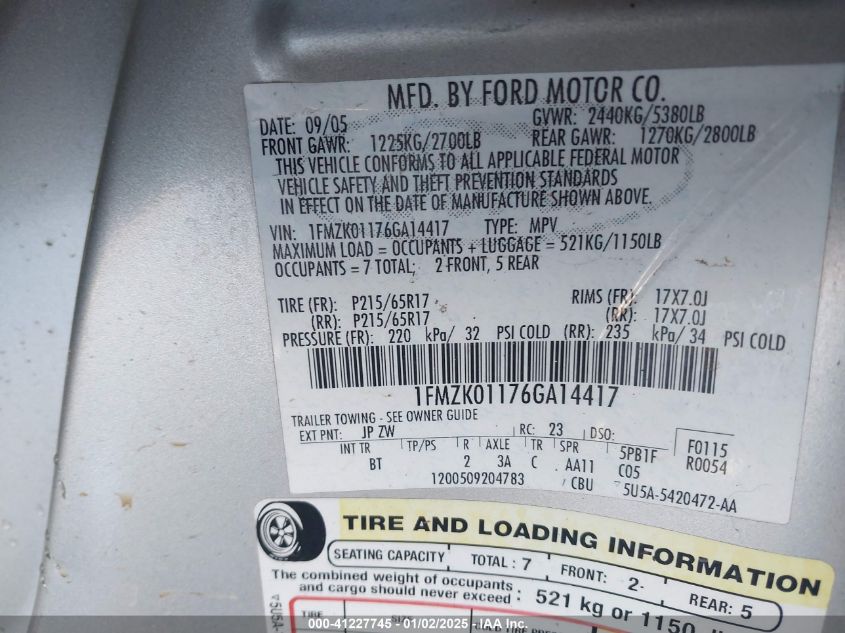 MFD. BY FORD MOTOR CO.
DATE: 09/05 GVWR: 2440KG/5380LB
FRONT GAWR: 1225KG/2700LB REAR GAWR: 1270KG/2800LB
THIS VEHICLE CONFORMS TO ALL APPLICABLE FEDERAL MOTOR
VEHICLE SAFETY AND THEFT PREVENTION STANDARDS
IN EFFECT ON THE DATE OF MANUFACTURE SHOWN ABOVE.
VIN: 1FMZK01176GA14417 TYPE: MPV
MAXIMUM LOAD = OCCUPANTS + LUGGAGE = 521KG/1150LB
OCCUPANTS = 7 TOTAL; 2 FRONT, 5 REAR
TIRE (FR): P215/65R17 RIMS (FR): 17X7.0J
(RR): P215/65R17 (RR): 17X7.0J
PRESSURE (FR): 220 kPa/ 32 PSI COLD (RR): 235 kPa/ 34 PSI COLD
1FMZK01176GA14417
TRAILER TOWING - SEE OWNER GUIDE
EXT PNT: JP ZW RC: 23 DSO: F0115
INT TR TP/PS R AXLE TR SPR 5PB1F R0054
BT 2 3A C AA11 C05
1200509204783 CBU 5U5A-5420472-AA
TIRE AND LOADING INFORMATION
SEATING CAPACITY TOTAL : 7 FRONT: 2 REAR: 5
The combined weight of occupants
and cargo should never exceed : 521 kg or 1150
TIRE
000-41227745 - 01/02/2025 - IAA Inc.